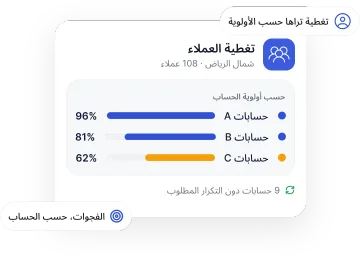 تغطية تراها حسب الأولوية
تغطية العملاء
شمال الرياض · 108 عملاء
حسب أولوية الحساب
حسابات A 96%
حسابات B 81%
حسابات C 62%
9 حسابات دون التكرار المطلوب
الفجوات، حسب الحساب